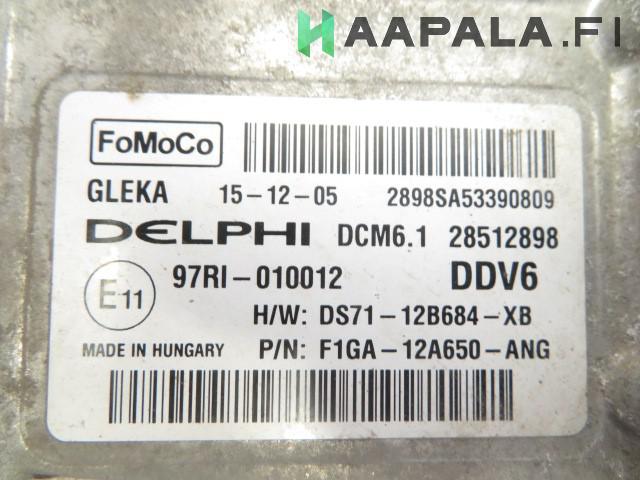 HAAPALA.FI
FoMoCo
GLEKA 15-12-05 2898SA53390809
DELPHI DCM6.1 28512898
E11 97RI-010012 DDV6
H/W: DS71-12B684-XB
MADE IN HUNGARY P/N: F1GA-12A650-ANG